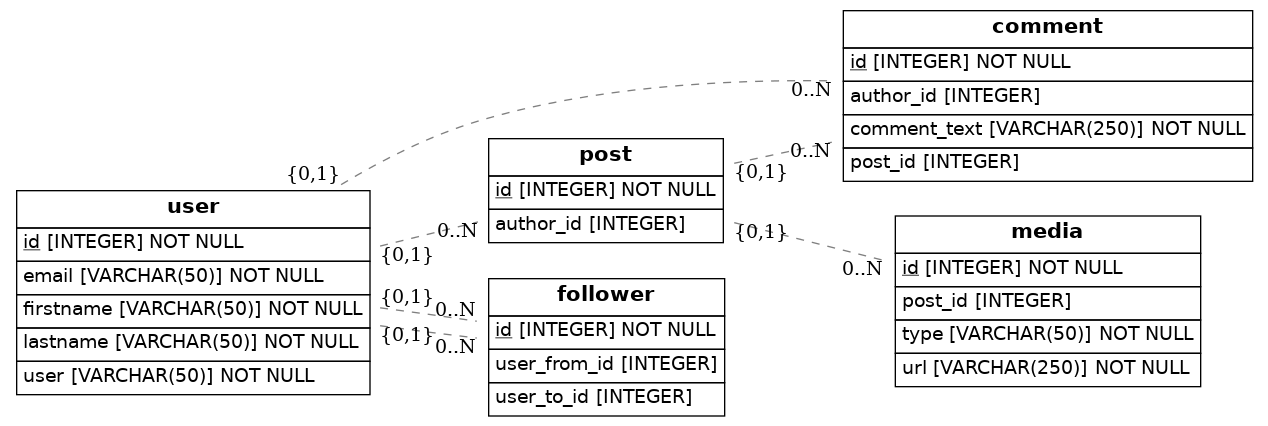 comment
id [INTEGER] NOT NULL
author_id [INTEGER]
comment_text [VARCHAR(250)] NOT NULL
post_id [INTEGER]
0..N
0..N
{0,1}
post
id [INTEGER] NOT NULL
author_id [INTEGER]
{0,1}
{0,1}
0..N
user
id [INTEGER] NOT NULL
email [VARCHAR(50)] NOT NULL
firstname [VARCHAR(50)] NOT NULL
lastname [VARCHAR(50)] NOT NULL
user [VARCHAR(50)] NOT NULL
{0,1}
{0,1}
{0,1}
0..N
0..N
0..N
follower
id [INTEGER] NOT NULL
user_from_id [INTEGER]
user_to_id [INTEGER]
media
id [INTEGER] NOT NULL
post_id [INTEGER]
type [VARCHAR(50)] NOT NULL
url [VARCHAR(250)] NOT NULL